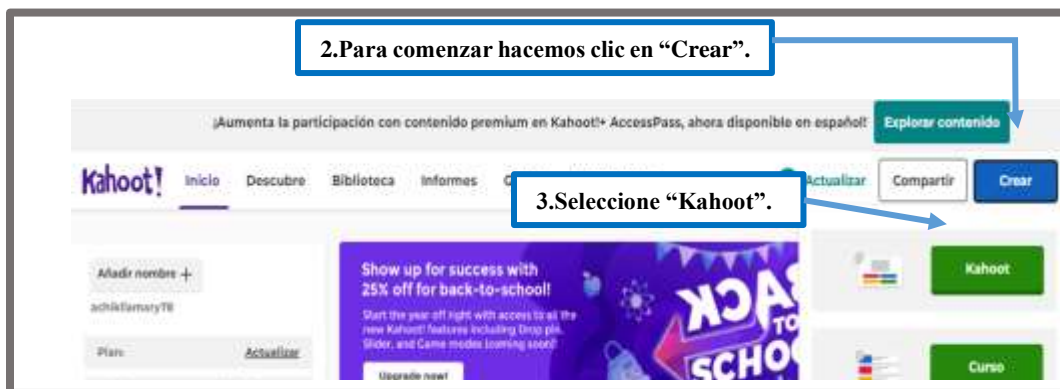 2.Para comenzar hacemos clic en “Crear”.
¡Aumenta la participación con contenido premium en Kahoot!+ AccessPass, ahora disponible en español! Explorar contenido
Kahoot! Inicio Descubre Biblioteca Informes Actualizar Compartir Crear
3.Seleccione “Kahoot”.
Añadir nombre +
Show up for success with
25% off for back-to-school!
Start the year off right with access to all the
new Kahoot! features including Drop pin,
Slider, and Game modes (coming soon)!
Upgrade now!
BACK
TO
SCHOO
Kahoot
Plan: Actualizar
Curso